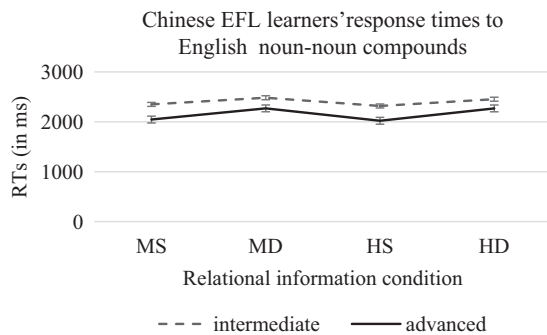 Chinese EFL learners'response times to
English noun-noun compounds
RTs (in ms)
3000
2000
1000
0
MS MD HS HD
Relational information condition
intermediate advanced